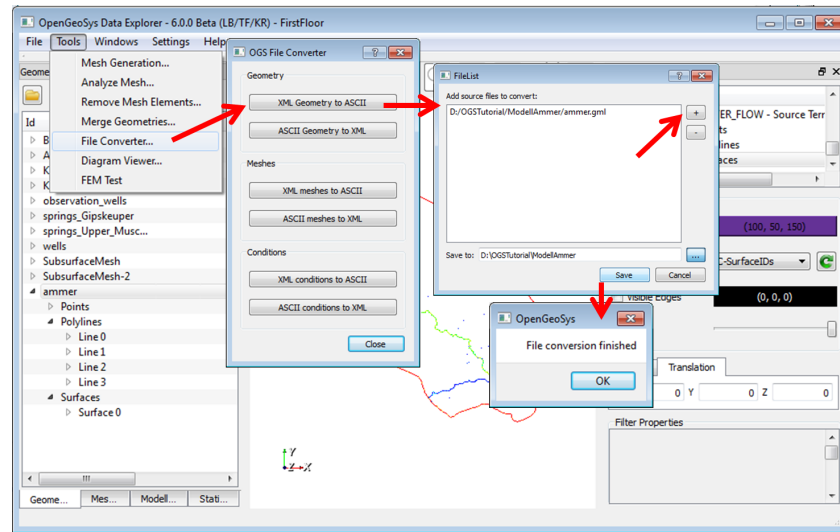 OpenGeoSys Data Explorer - 6.0.0 Beta (LB/TF/KR) - FirstFloor
File Tools Windows Settings Help
Mesh Generation...
Analyze Mesh...
Remove Mesh Elements...
Merge Geometries...
File Converter...
Diagram Viewer...
FEM Test
Geome
Id
B
A
K
K
observation_wells
springs_Gipskeuper
springs_Upper_Musc...
wells
SubsurfaceMesh
SubsurfaceMesh-2
ammer
Points
Polylines
Line 0
Line 1
Line 2
Line 3
Surfaces
Surface 0
Geome... Mes... Modell... Stati...
OGS File Converter
Geometry
XML Geometry to ASCII
ASCII Geometry to XML
Meshes
XML meshes to ASCII
ASCII meshes to XML
Conditions
XML conditions to ASCII
ASCII conditions to XML
Close
FileList
Add source files to convert:
D:/OGSTutorial/ModellAmmer/ammer.gml
+
-
Save to: D:\OGSTutorial\ModellAmmer ...
Save Cancel
OpenGeoSys
File conversion finished
OK
ER_FLOW - Source Terr
ts
lines
aces
(100, 50, 150)
C-SurfaceIDs
Visible Edges (0, 0, 0)
Translation
0 Y 0 Z 0
Filter Properties
Y
Z X